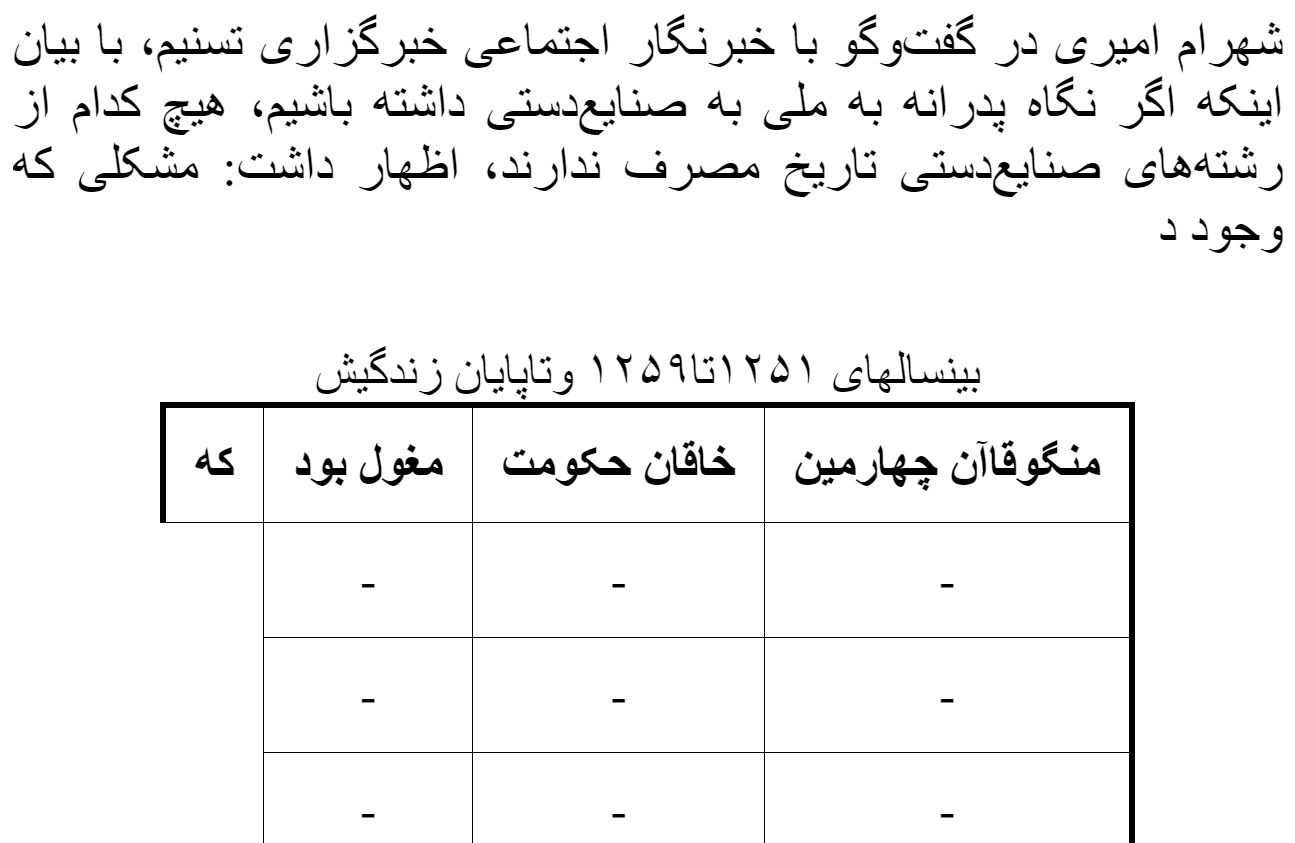 شهرام امیری در گفت‌وگو با خبرنگار اجتماعی خبرگزاری تسنیم، با بیان
اینکه اگر نگاه پدرانه به ملی به صنایع‌دستی داشته باشیم، هیچ کدام از
رشته‌های صنایع‌دستی تاریخ مصرف ندارند، اظهار داشت: مشکلی که
وجود د
بینسالهای ۱۲۵۱تا۱۲۵۹ وتاپایان زندگیش
منگوقاآن چهارمین خاقان حکومت مغول بود که
- - -
- - -
- - -